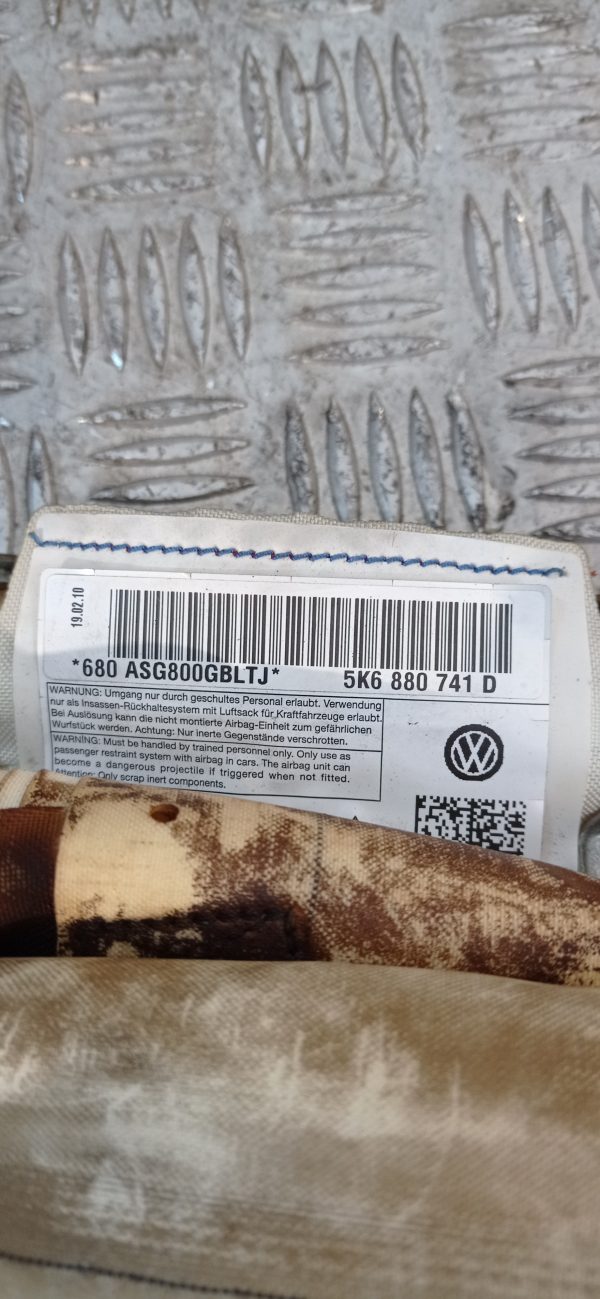 19.02.10
*680 ASG800GBLTJ* 5K6 880 741 D
WARNUNG: Umgang nur durch geschultes Personal erlaubt. Verwendung
nur als Insassen-Rückhaltesystem mit Luftsack für Kraftfahrzeuge erlaubt.
Bei Auslösung kann die nicht montierte Airbag-Einheit zum gefährlichen
Wurfstück werden. Achtung: Nur inerte Gegenstände verschrotten.
WARNING: Must be handled by trained personnel only. Only use as
passenger restraint system with airbag in cars. The airbag unit can
become a dangerous projectile if triggered when not fitted.
Attention: Only scrap inert components.